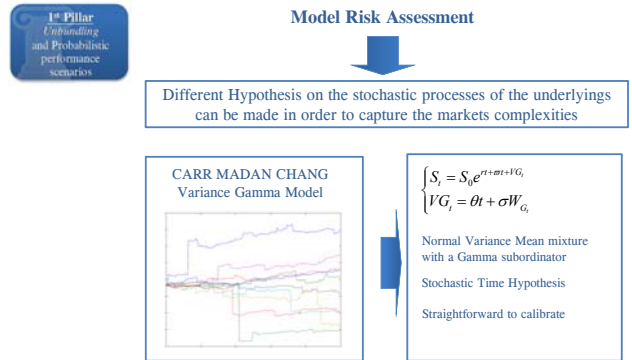 1st Pillar
Unbundling
and Probabilistic
performance
scenarios
Model Risk Assessment
Different Hypothesis on the stochastic processes of the underlyings
can be made in order to capture the markets complexities
CARR MADAN CHANG
Variance Gamma Model
S_t = S_0 e^{rt+ϖt+VG_t}
VG_t = θt + σW_{G_t}
Normal Variance Mean mixture
with a Gamma subordinator
Stochastic Time Hypothesis
Straightforward to calibrate